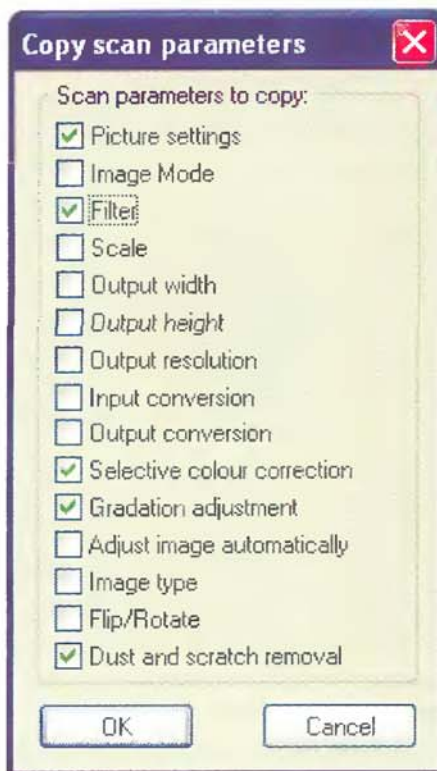 Copy scan parameters
Scan parameters to copy:
Picture settings
Image Mode
Filter
Scale
Output width
Output height
Output resolution
Input conversion
Output conversion
Selective colour correction
Gradation adjustment
Adjust image automatically
Image type
Flip/Rotate
Dust and scratch removal
OK Cancel